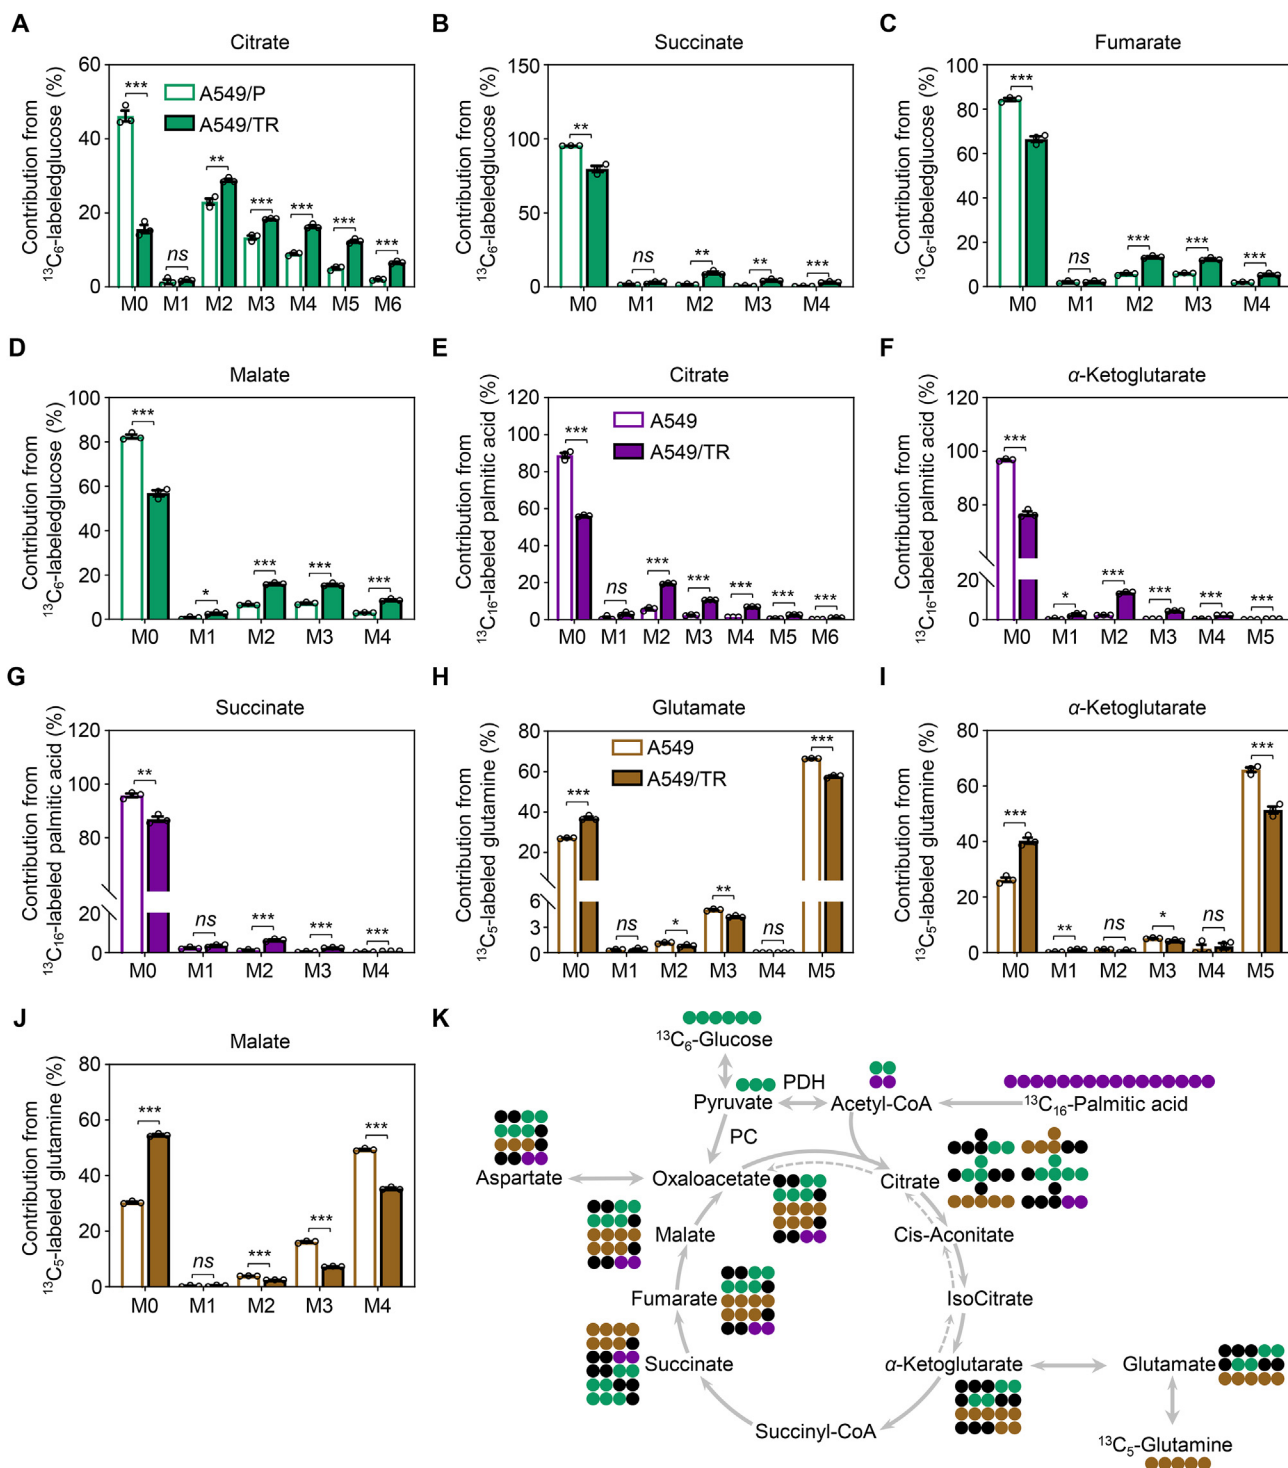 A
Citrate
Contribution from
¹³C₆-labeledglucose (%)
60
40
20
0
A549/P
A549/TR
***
ns
**
***
***
***
***
M0 M1 M2 M3 M4 M5 M6
B
Succinate
Contribution from
¹³C₆-labeledglucose (%)
150
100
50
0
**
ns
**
**
***
M0 M1 M2 M3 M4
C
Fumarate
Contribution from
¹³C₆-labeledglucose (%)
100
80
60
40
20
0
***
ns
***
***
***
M0 M1 M2 M3 M4
D
Malate
Contribution from
¹³C₆-labeledglucose (%)
100
80
60
40
20
0
***
*
***
***
***
M0 M1 M2 M3 M4
E
Citrate
Contribution from
¹³C₁₆-labeled palmitic acid (%)
120
100
80
60
40
20
0
A549
A549/TR
***
ns
***
***
***
***
***
M0 M1 M2 M3 M4 M5 M6
F
α-Ketoglutarate
Contribution from
¹³C₁₆-labeled palmitic acid (%)
120
100
80
20
0
***
*
***
***
***
***
M0 M1 M2 M3 M4 M5
G
Succinate
Contribution from
¹³C₁₆-labeled palmitic acid (%)
120
100
80
20
0
**
ns
***
***
***
M0 M1 M2 M3 M4
H
Glutamate
Contribution from
¹³C₅-labeled glutamine (%)
80
60
40
20
6
3
0
A549
A549/TR
***
ns
*
**
***
M0 M1 M2 M3 M4 M5
I
α-Ketoglutarate
Contribution from
¹³C₅-labeled glutamine (%)
80
60
40
20
0
***
**
ns
*
ns
***
M0 M1 M2 M3 M4 M5
J
Malate
Contribution from
¹³C₅-labeled glutamine (%)
80
60
40
20
0
***
ns
***
***
***
M0 M1 M2 M3 M4
K
¹³C₆-Glucose
PDH
Pyruvate
Acetyl-CoA
¹³C₁₆-Palmitic acid
PC
Aspartate
Oxaloacetate
Citrate
Malate
Cis-Aconitate
Fumarate
IsoCitrate
Succinate
α-Ketoglutarate
Glutamate
Succinyl-CoA
¹³C₅-Glutamine